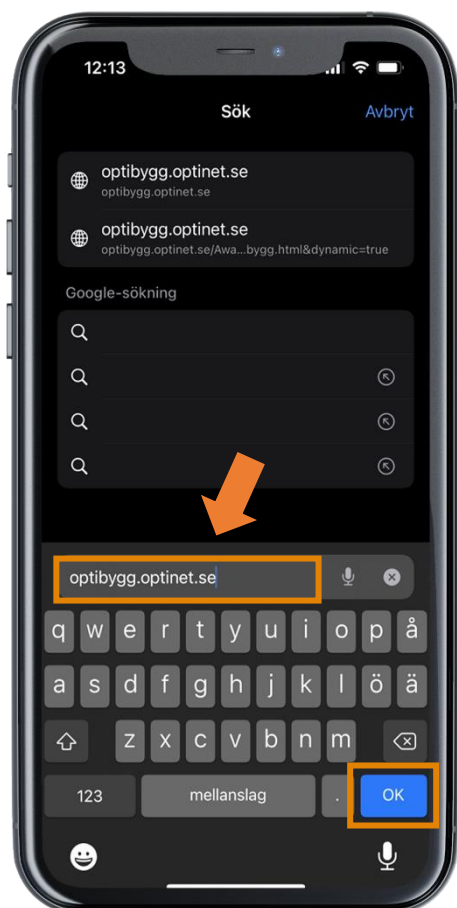 12:13
Sök
Avbryt
optibygg.optinet.se
optibygg.optinet.se
optibygg.optinet.se
optibygg.optinet.se/Awa...bygg.html&dynamic=true
Google-sökning
optibygg.optinet.se
q w e r t y u i o p å
a s d f g h j k l ö ä
z x c v b n m
123 mellanslag . OK